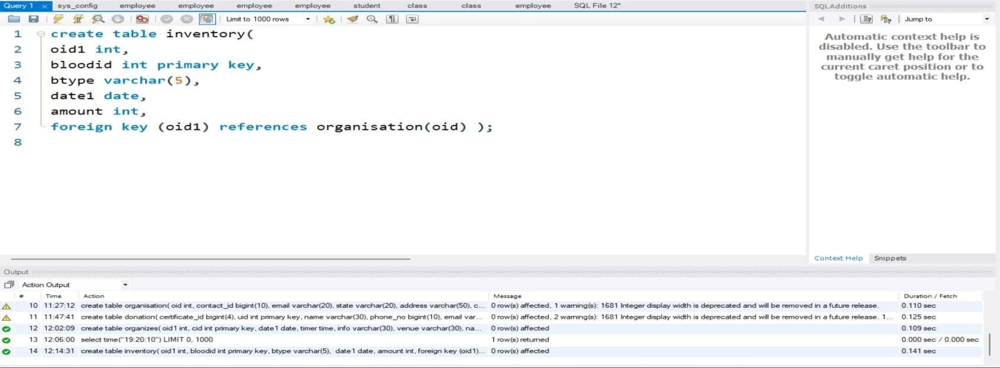 Query 1 sys_config employee employee employee employee student class class employee SQL File 12*
Limit to 1000 rows
1 create table inventory(
2 oid1 int,
3 bloodid int primary key,
4 btype varchar(5),
5 date1 date,
6 amount int,
7 foreign key (oid1) references organisation(oid) );
8
SQLAdditions
Jump to
Automatic context help is
disabled. Use the toolbar to
manually get help for the
current caret position or to
toggle automatic help.
Context Help Snippets
Output
Action Output
# Time Action Message Duration / Fetch
10 11:27:12 create table organisation( oid int, contact_id bigint(10), email varchar(20), state varchar(20), address varchar(50), c... 0 row(s) affected, 1 warning(s): 1681 Integer display width is deprecated and will be removed in a future release. 0.110 sec
11 11:47:41 create table donation( certificate_id bigint(4), uid int primary key, name varchar(30), phone_no bigint(10), email var... 0 row(s) affected, 2 warning(s): 1681 Integer display width is deprecated and will be removed in a future release. 1... 0.125 sec
12 12:02:09 create table organizes( oid1 int, cid int primary key, date1 date, timer time, info varchar(30), venue varchar(30), na... 0 row(s) affected 0.109 sec
13 12:06:00 select time("19:20:10") LIMIT 0, 1000 1 row(s) returned 0.000 sec / 0.000 sec
14 12:14:31 create table inventory( oid1 int, bloodid int primary key, btype varchar(5), date1 date, amount int, foreign key (oid1)... 0 row(s) affected 0.141 sec